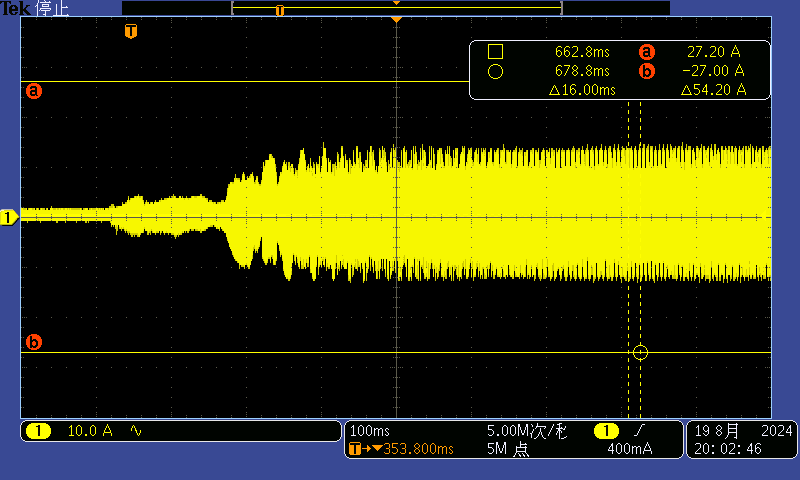 Tek 停止
T
T
662.8ms a 27.20 A
678.8ms b -27.00 A
△16.00ms △54.20 A
a
1
b
1 10.0 A ∿
100ms 5.00M次/秒 1 400mA
T→▼353.800ms 5M 点
19 8月 2024
20:02:46